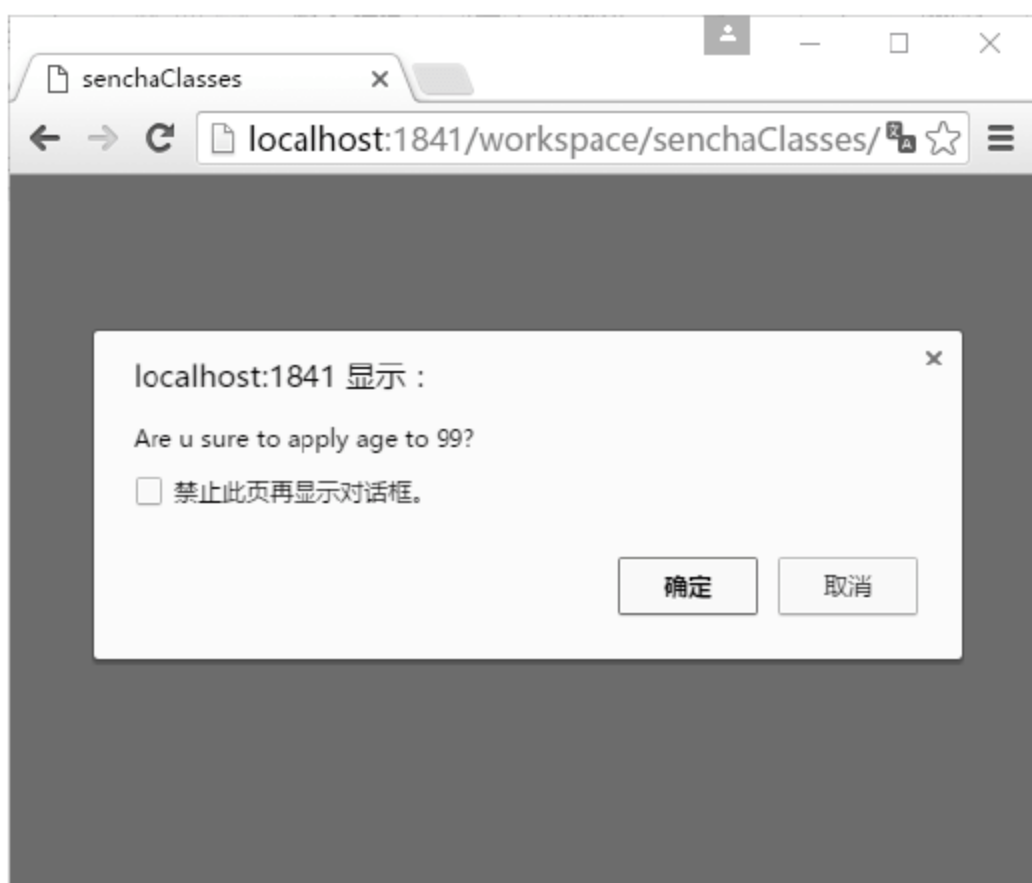 senchaClasses
localhost:1841/workspace/senchaClasses/
localhost:1841 显示：
Are u sure to apply age to 99?
禁止此页再显示对话框。
确定 取消